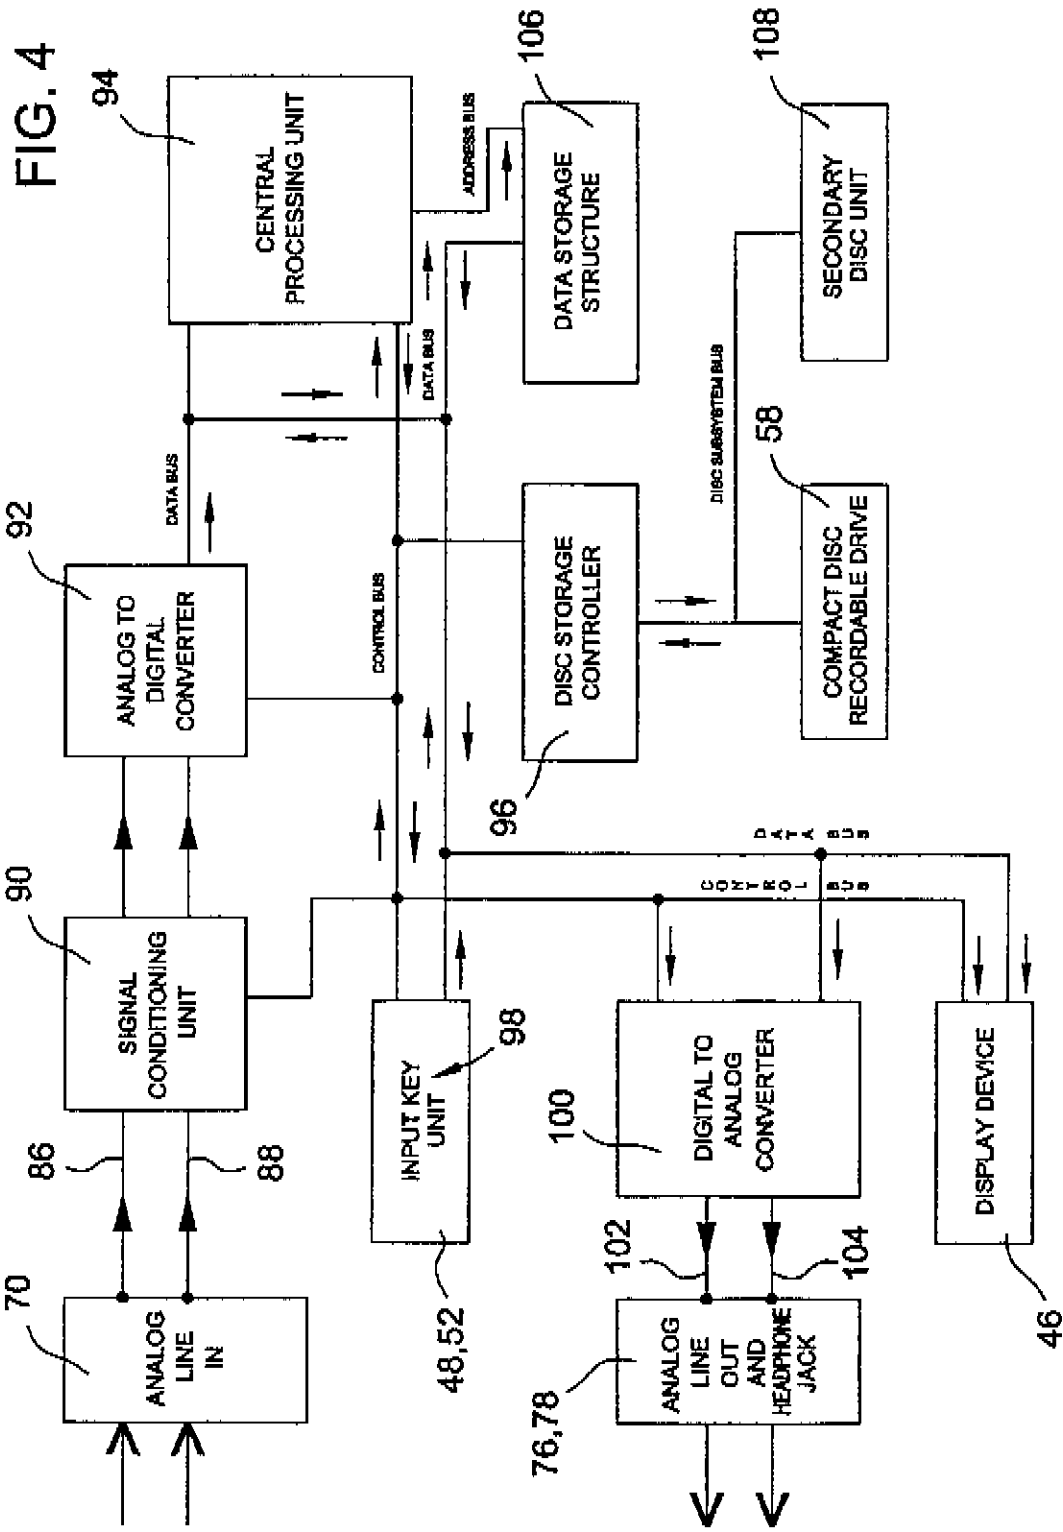 FIG. 4
70
ANALOG
LINE
IN
86
88
90
SIGNAL
CONDITIONING
UNIT
92
ANALOG TO
DIGITAL
CONVERTER
DATA BUS
94
CENTRAL
PROCESSING UNIT
CONTROL BUS
DATA BUS
ADDRESS BUS
48,52
INPUT KEY
UNIT
98
96
DISC STORAGE
CONTROLLER
106
DATA STORAGE
STRUCTURE
76,78
ANALOG
LINE
OUT AND
HEADPHONE
JACK
102
104
100
DIGITAL TO
ANALOG
CONVERTER
CONTROL BUS
DATA BUS
DISC SUBSYSTEM BUS
58
COMPACT DISC
RECORDABLE DRIVE
108
SECONDARY
DISC UNIT
46
DISPLAY DEVICE